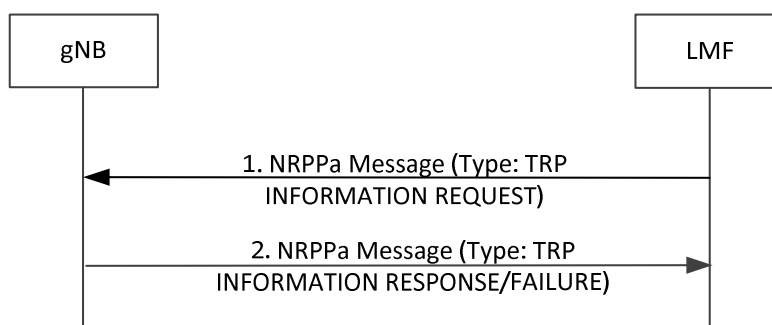 gNB
LMF
1. NRPPa Message (Type: TRP
INFORMATION REQUEST)
2. NRPPa Message (Type: TRP
INFORMATION RESPONSE/FAILURE)